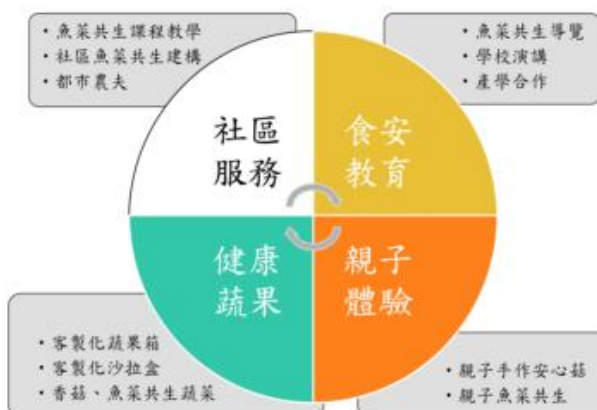 • 魚菜共生課程教學
• 社區魚菜共生建構
• 都市農夫
• 魚菜共生導覽
• 學校演講
• 產學合作
社區
服務
食安
教育
健康
蔬果
親子
體驗
• 客製化蔬果箱
• 客製化沙拉盒
• 香菇、魚菜共生蔬菜
• 親子手作安心菇
• 親子魚菜共生